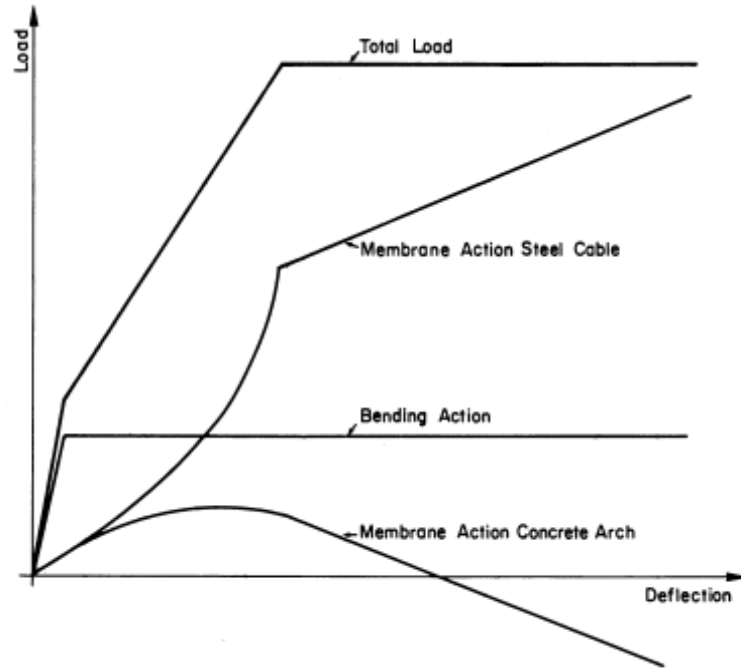 Load
Total Load
Membrane Action Steel Cable
Bending Action
Membrane Action Concrete Arch
Deflection